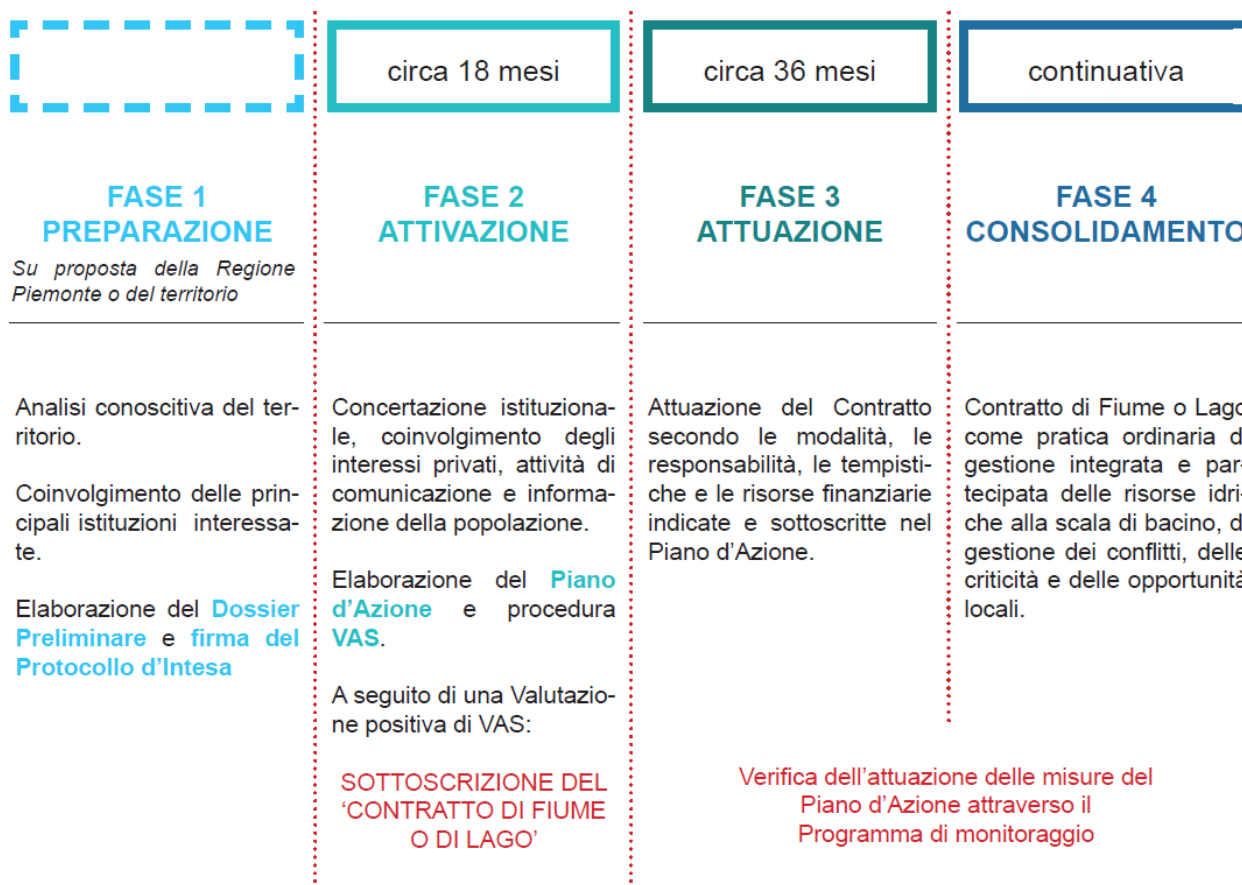 circa 18 mesi
circa 36 mesi
continuativa
FASE 1
PREPARAZIONE
Su proposta della Regione
Piemonte o del territorio
FASE 2
ATTIVAZIONE
FASE 3
ATTUAZIONE
FASE 4
CONSOLIDAMENTO
Analisi conoscitiva del ter-
ritorio.
Coinvolgimento delle prin-
cipali istituzioni interessa-
te.
Elaborazione del Dossier
Preliminare e firma del
Protocollo d'Intesa
Concertazione istituziona-
le, coinvolgimento degli
interessi privati, attività di
comunicazione e informa-
zione della popolazione.
Elaborazione del Piano
d'Azione e procedura
VAS.
A seguito di una Valutazio-
ne positiva di VAS:
SOTTOSCRIZIONE DEL
'CONTRATTO DI FIUME
O DI LAGO'
Attuazione del Contratto
secondo le modalità, le
responsabilità, le tempisti-
che e le risorse finanziarie
indicate e sottoscritte nel
Piano d'Azione.
Contratto di Fiume o Lago
come pratica ordinaria d
gestione integrata e par-
tecipata delle risorse idri-
che alla scala di bacino, d
gestione dei conflitti, delle
criticità e delle opportunità
locali.
Verifica dell'attuazione delle misure del
Piano d'Azione attraverso il
Programma di monitoraggio